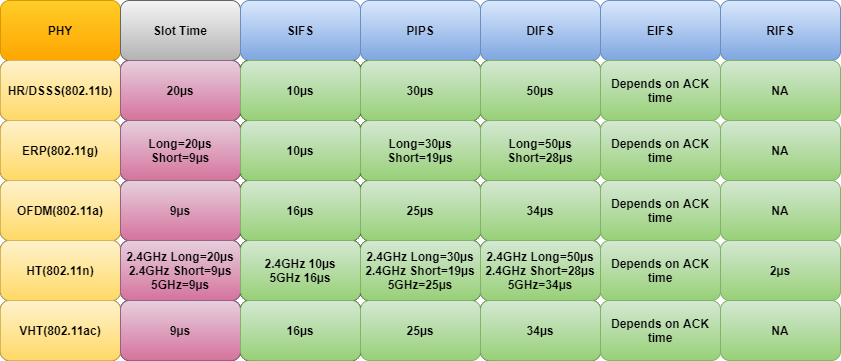 PHY Slot Time SIFS PIPS DIFS EIFS RIFS
HR/DSSS(802.11b) 20µs 10µs 30µs 50µs Depends on ACK time NA
ERP(802.11g) Long=20µs Short=9µs 10µs Long=30µs Short=19µs Long=50µs Short=28µs Depends on ACK time NA
OFDM(802.11a) 9µs 16µs 25µs 34µs Depends on ACK time NA
HT(802.11n) 2.4GHz Long=20µs 2.4GHz Short=9µs 5GHz=9µs 2.4GHz 10µs 5GHz 16µs 2.4GHz Long=30µs 2.4GHz Short=19µs 5GHz=25µs 2.4GHz Long=50µs 2.4GHz Short=28µs 5GHz=34µs Depends on ACK time 2µs
VHT(802.11ac) 9µs 16µs 25µs 34µs Depends on ACK time NA